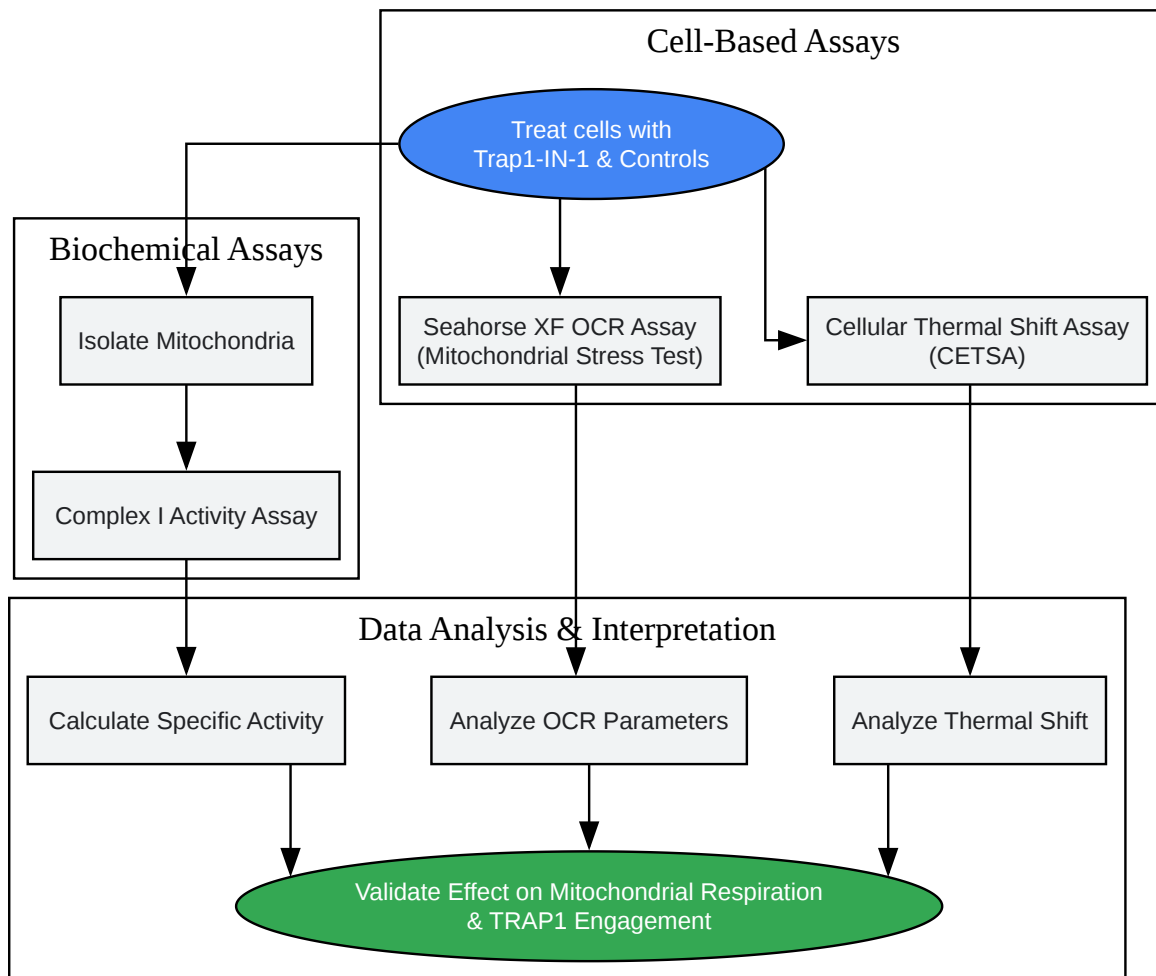 Cell-Based Assays
Treat cells with
Trap1-IN-1 & Controls
Biochemical Assays
Isolate Mitochondria
Seahorse XF OCR Assay
(Mitochondrial Stress Test)
Cellular Thermal Shift Assay
(CETSA)
Complex I Activity Assay
Data Analysis & Interpretation
Calculate Specific Activity
Analyze OCR Parameters
Analyze Thermal Shift
Validate Effect on Mitochondrial Respiration
& TRAP1 Engagement